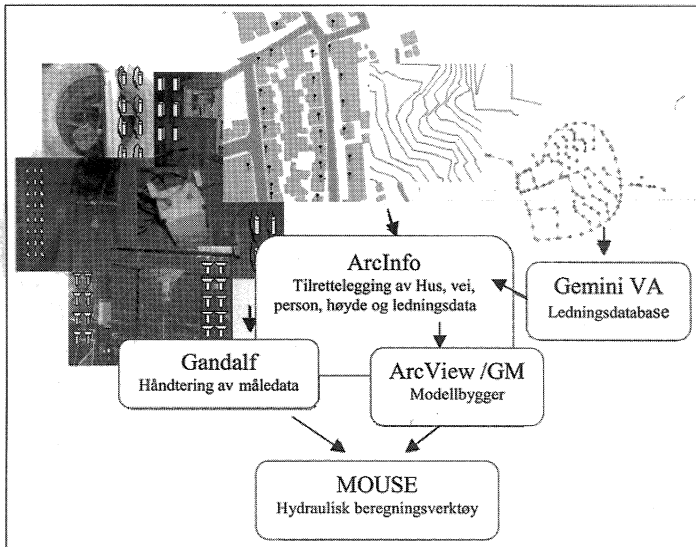 ArcInfo
Tilrettelegging av Hus, vei,
person, høyde og ledningsdata
Gemini VA
Ledningsdatabase
Gandalf
Håndtering av måledata
ArcView /GM
Modellbygger
MOUSE
Hydraulisk beregningsverktøy